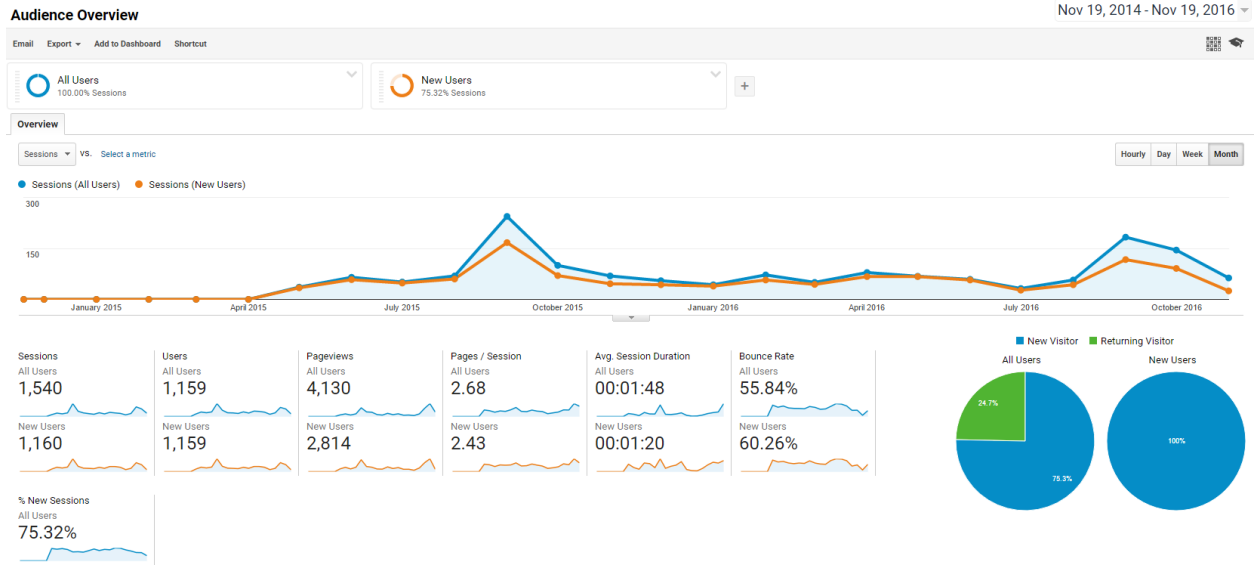 Audience Overview
Nov 19, 2014 - Nov 19, 2016
Email Export Add to Dashboard Shortcut
All Users
100.00% Sessions
New Users
75.32% Sessions
+
Overview
Sessions VS. Select a metric
Hourly Day Week Month
Sessions (All Users) Sessions (New Users)
300
150
January 2015 April 2015 July 2015 October 2015 January 2016 April 2016 July 2016 October 2016
Sessions
All Users
1,540
New Users
1,160
Users
All Users
1,159
New Users
1,159
Pageviews
All Users
4,130
New Users
2,814
Pages / Session
All Users
2.68
New Users
2.43
Avg. Session Duration
All Users
00:01:48
New Users
00:01:20
Bounce Rate
All Users
55.84%
New Users
60.26%
% New Sessions
All Users
75.32%
New Visitor Returning Visitor
All Users
24.7%
75.3%
New Users
100%